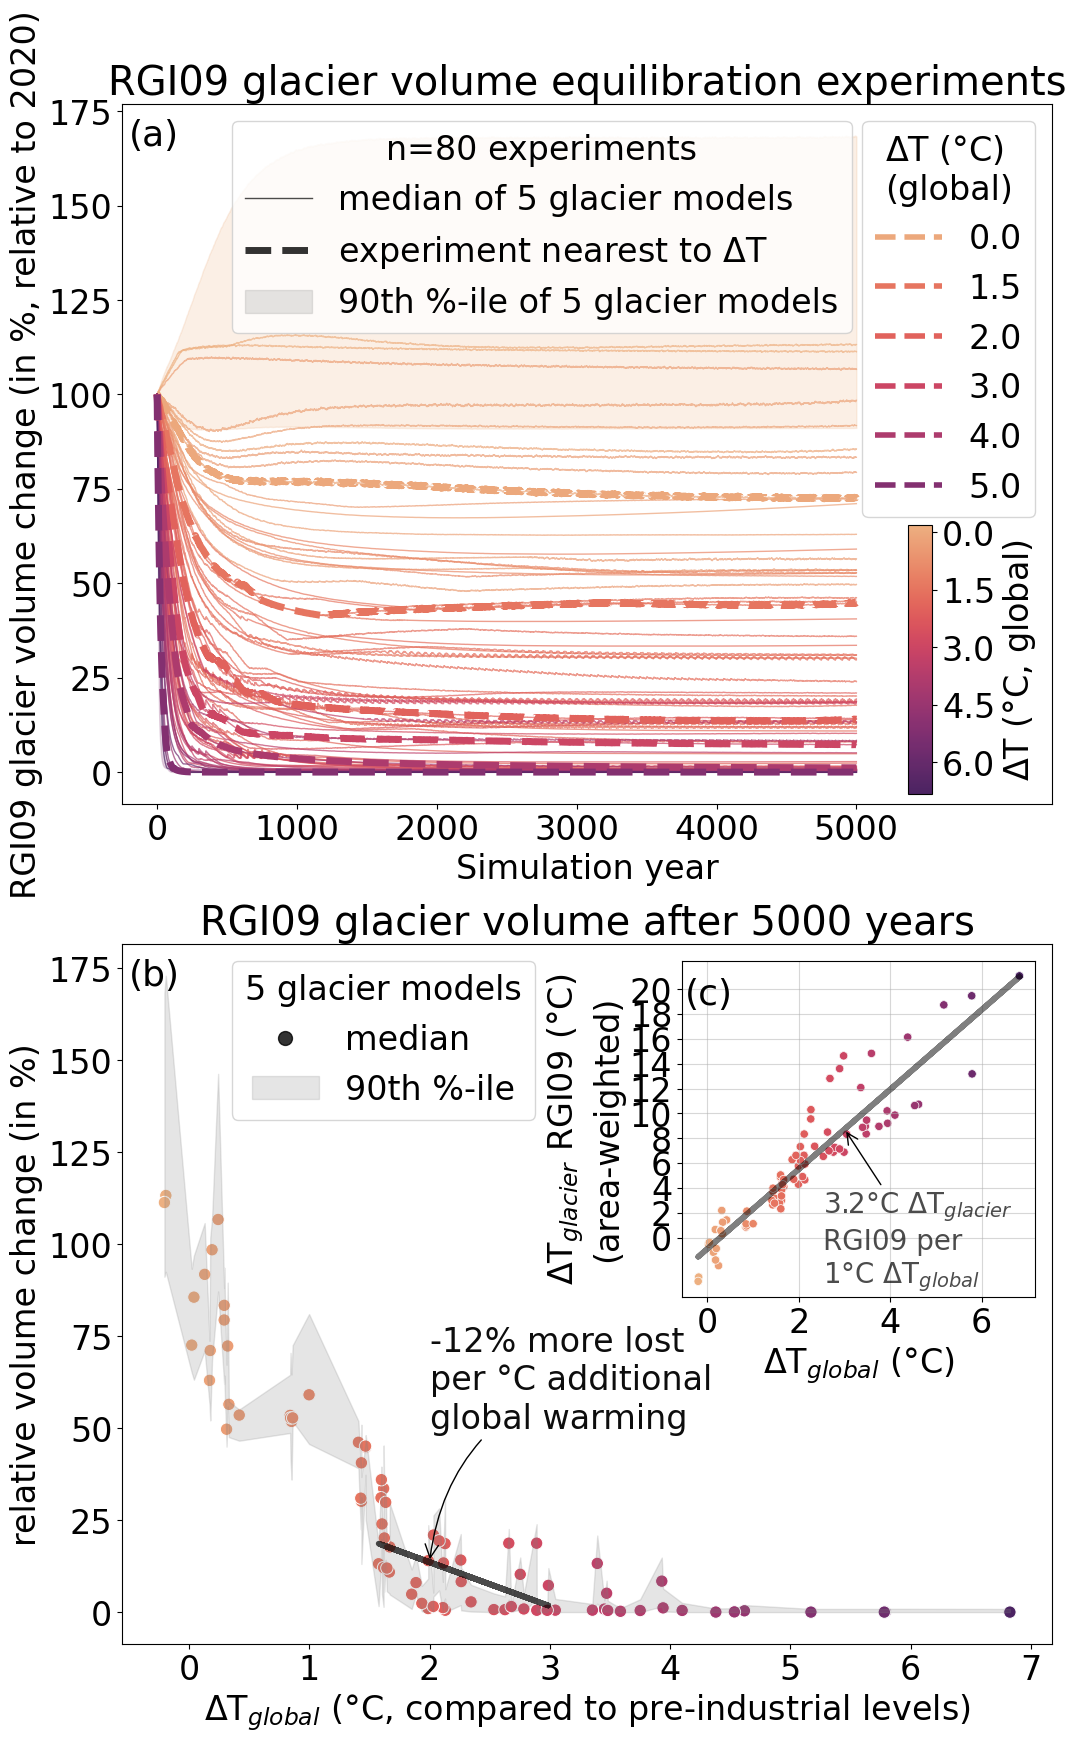 RGI09 glacier volume equilibration experiments
RGI09 glacier volume change (in %, relative to 2020)
(a)
175
150
125
100
75
50
25
0
n=80 experiments
median of 5 glacier models
experiment nearest to ΔT
90th %-ile of 5 glacier models
ΔT (°C)
(global)
0.0
1.5
2.0
3.0
4.0
5.0
0.0
1.5
3.0
4.5
6.0
ΔT (°C, global)
0 1000 2000 3000 4000 5000
Simulation year
RGI09 glacier volume after 5000 years
relative volume change (in %)
(b)
175
150
125
100
75
50
25
0
5 glacier models
median
90th %-ile
-12% more lost
per °C additional
global warming
(c)
ΔTglacier RGI09 (°C)
(area-weighted)
20
18
16
14
12
10
8
6
4
2
0
3.2°C ΔTglacier
RGI09 per
1°C ΔTglobal
0 2 4 6
ΔTglobal (°C)
0 1 2 3 4 5 6 7
ΔTglobal (°C, compared to pre-industrial levels)